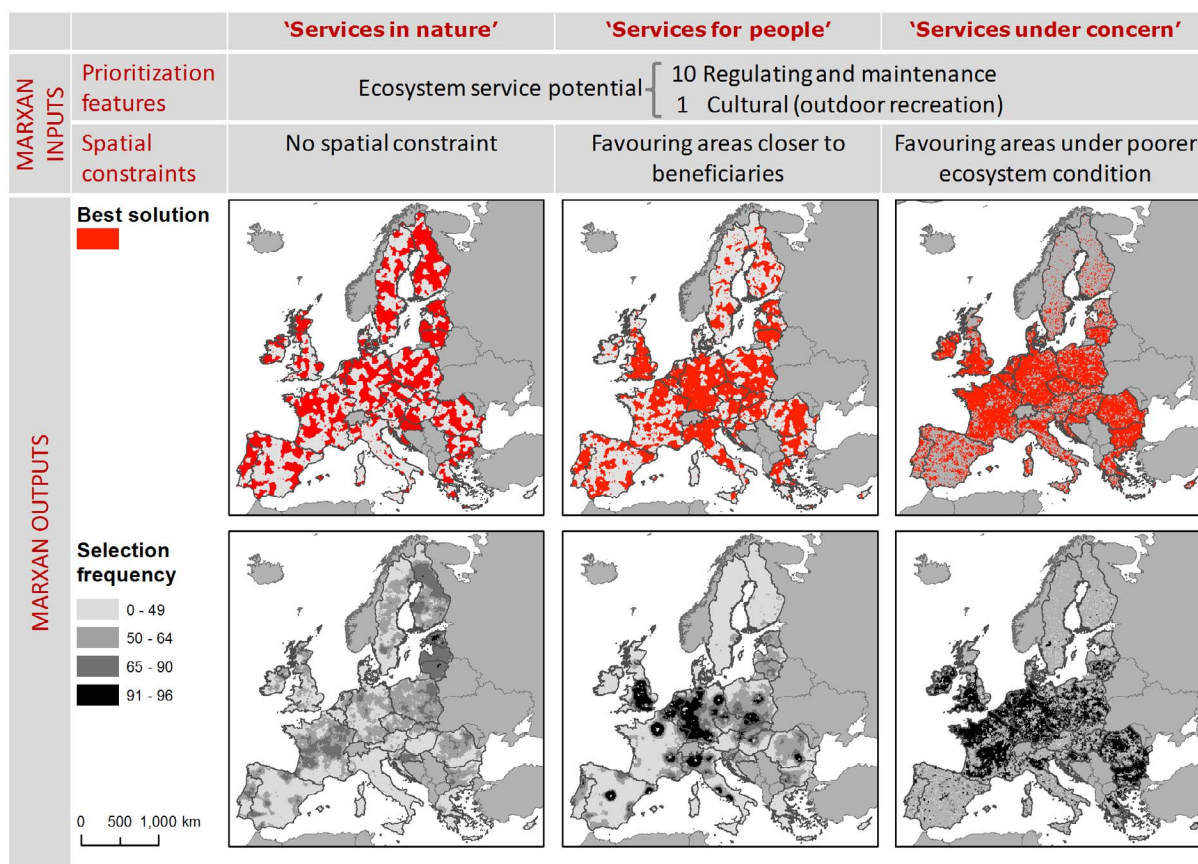 'Services in nature'
'Services for people'
'Services under concern'
MARXAN
INPUTS
Prioritization
features
Ecosystem service potential
10 Regulating and maintenance
1 Cultural (outdoor recreation)
Spatial
constraints
No spatial constraint
Favouring areas closer to
beneficiaries
Favouring areas under poorer
ecosystem condition
MARXAN OUTPUTS
Best solution
Selection
frequency
0 - 49
50 - 64
65 - 90
91 - 96
0 500 1,000 km